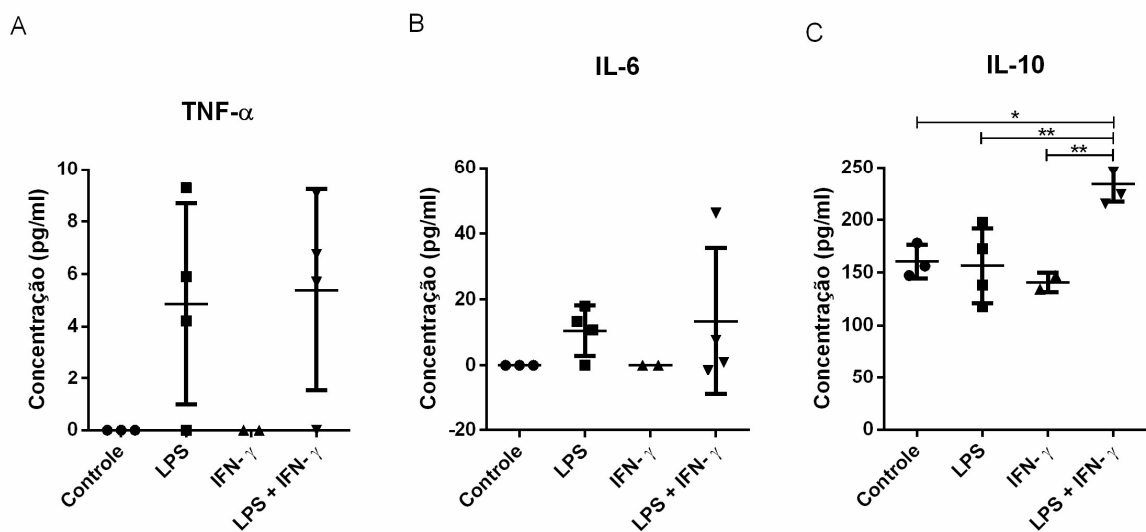 A
TNF-α
Concentração (pg/ml)
10
8
6
4
2
0
Controle
LPS
IFN-γ
LPS + IFN-γ
B
IL-6
Concentração (pg/ml)
60
40
20
0
-20
Controle
LPS
IFN-γ
LPS + IFN-γ
C
IL-10
*
**
**
Concentração (pg/ml)
250
200
150
100
50
0
Controle
LPS
IFN-γ
LPS + IFN-γ